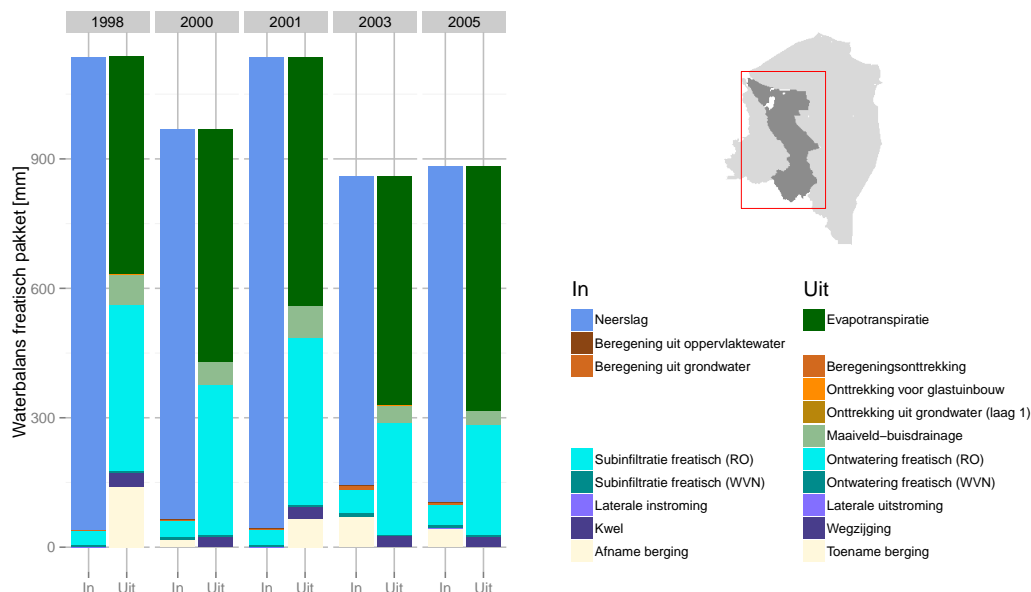 1998 2000 2001 2003 2005
Waterbalans freatisch pakket [mm]
900
600
300
0
In Uit In Uit In Uit In Uit In Uit
In
Neerslag
Beregening uit oppervlaktewater
Beregening uit grondwater
Subinfiltratie freatisch (RO)
Subinfiltratie freatisch (WVN)
Laterale instroming
Kwel
Afname berging
Uit
Evapotranspiratie
Beregeningsonttrekking
Onttrekking voor glastuinbouw
Onttrekking uit grondwater (laag 1)
Maaiveld−buisdrainage
Ontwatering freatisch (RO)
Ontwatering freatisch (WVN)
Laterale uitstroming
Wegzijging
Toename berging